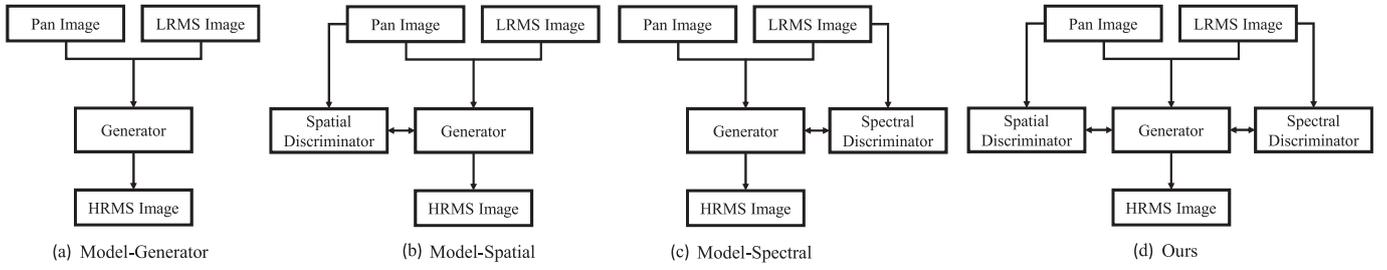 Pan Image
LRMS Image
Generator
HRMS Image
(a) Model-Generator
Pan Image
LRMS Image
Spatial
Discriminator
Generator
HRMS Image
(b) Model-Spatial
Pan Image
LRMS Image
Generator
Spectral
Discriminator
HRMS Image
(c) Model-Spectral
Pan Image
LRMS Image
Spatial
Discriminator
Generator
Spectral
Discriminator
HRMS Image
(d) Ours